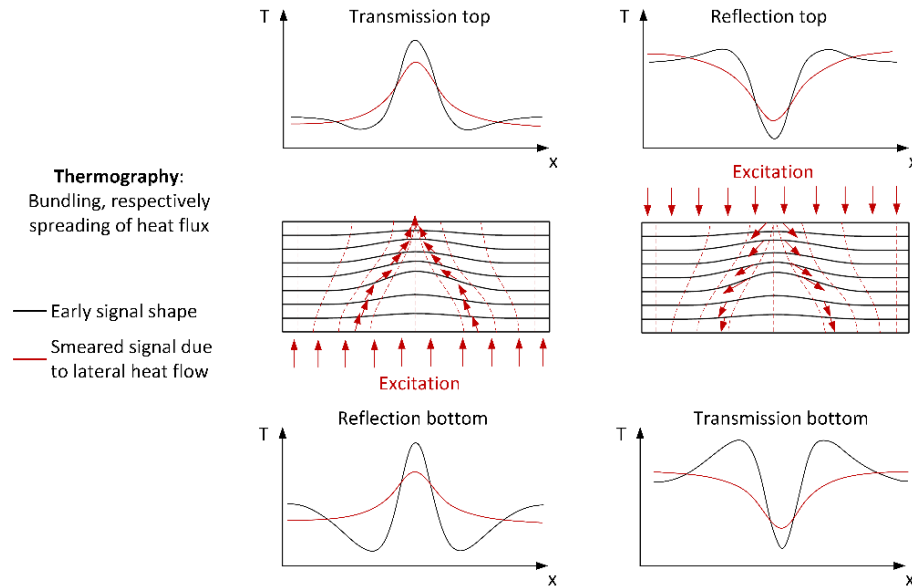 T
Transmission top
x
T
Reflection top
x
Thermography:
Bundling, respectively
spreading of heat flux
Early signal shape
Smeared signal due
to lateral heat flow
Excitation
Excitation
T
Reflection bottom
x
T
Transmission bottom
x